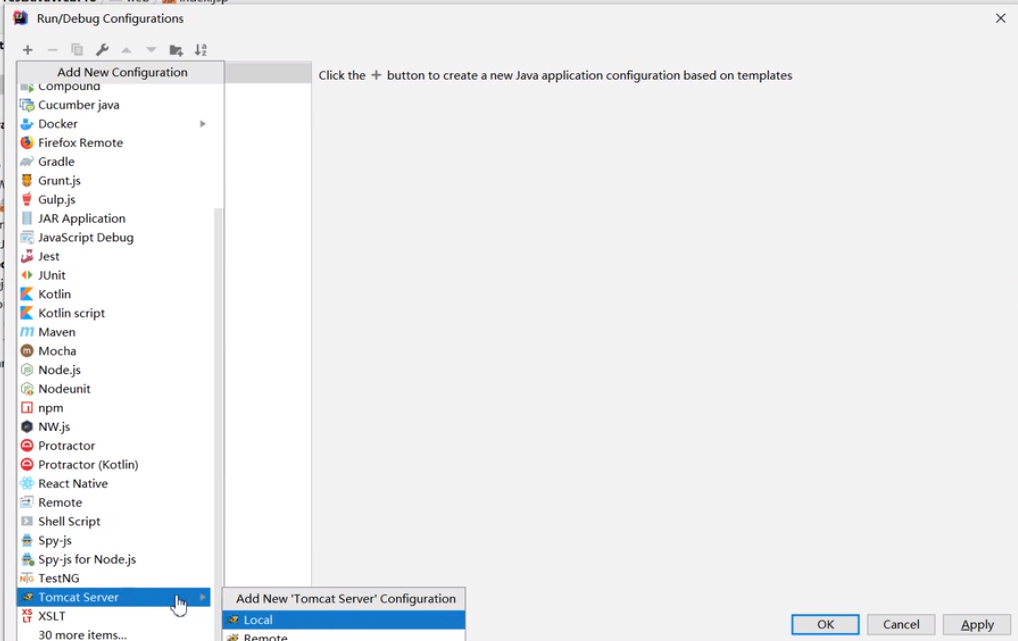 Run/Debug Configurations
Add New Configuration
Click the + button to create a new Java application configuration based on templates
Compound
Cucumber java
Docker
Firefox Remote
Gradle
Grunt.js
Gulp.js
JAR Application
JavaScript Debug
Jest
JUnit
Kotlin
Kotlin script
Maven
Mocha
Node.js
Nodeunit
npm
NW.js
Protractor
Protractor (Kotlin)
React Native
Remote
Shell Script
Spy-js
Spy-js for Node.js
TestNG
Tomcat Server
XSLT
30 more items...
Add New 'Tomcat Server' Configuration
Local
Remote
OK
Cancel
Apply